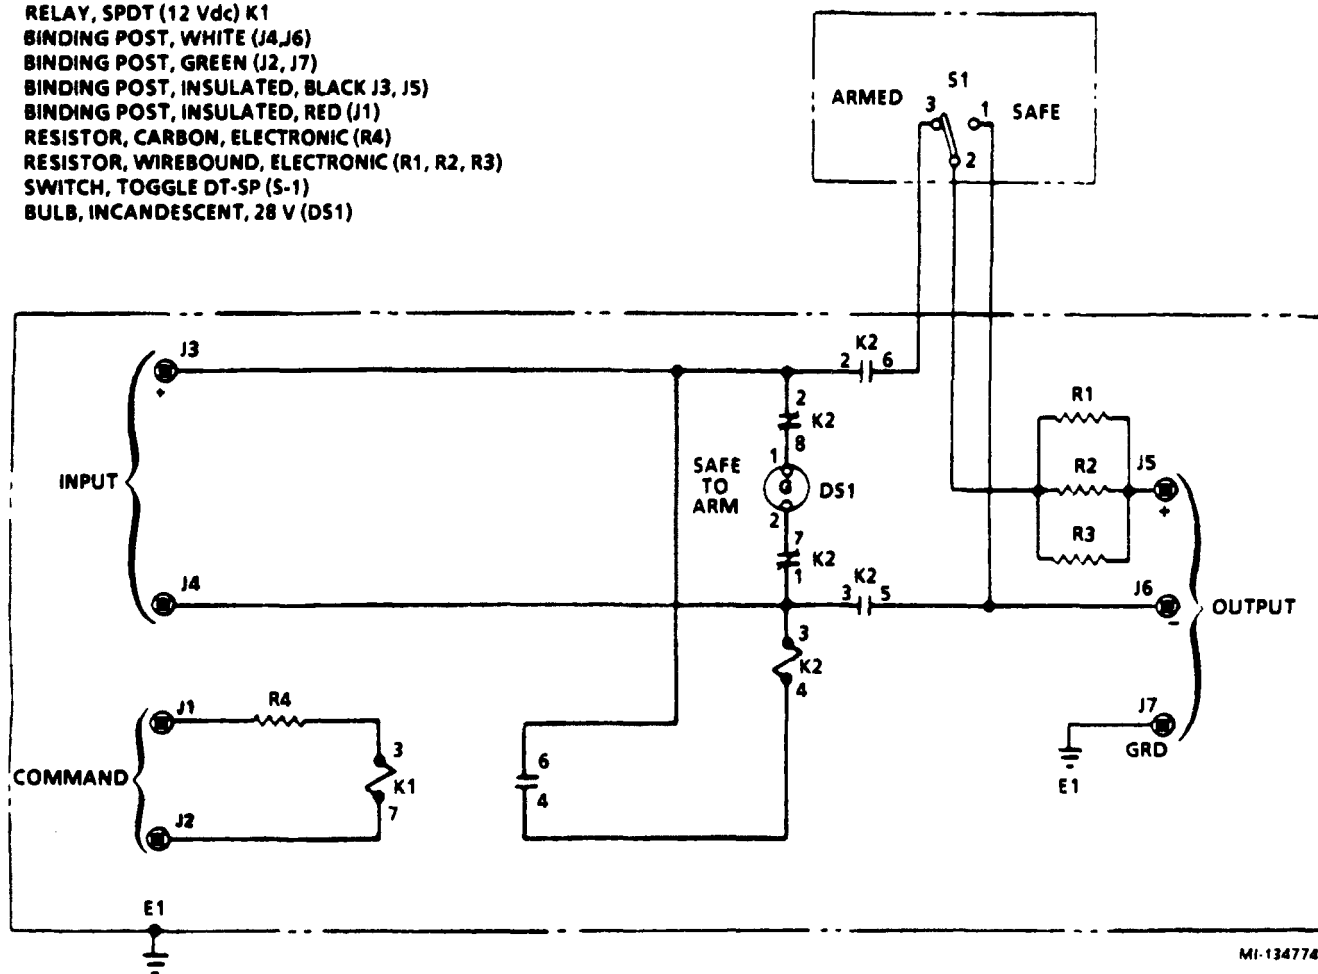 RELAY, SPDT (12 Vdc) K1
BINDING POST, WHITE (J4,J6)
BINDING POST, GREEN (J2, J7)
BINDING POST, INSULATED, BLACK J3, J5)
BINDING POST, INSULATED, RED (J1)
RESISTOR, CARBON, ELECTRONIC (R4)
RESISTOR, WIREBOUND, ELECTRONIC (R1, R2, R3)
SWITCH, TOGGLE DT-SP (S-1)
BULB, INCANDESCENT, 28 V (DS1)
S1
ARMED 3 1 SAFE
2
J3
+
K2
2 6
2
K2
8
R1
INPUT
SAFE
TO
ARM
1
G
DS1
2
R2
J5
+
R3
7
K2
1
J4
K2
3 5
J6
-
OUTPUT
3
K2
4
J1
R4
3
K1
7
COMMAND
J2
6
4
J7
GRD
E1
E1
MI-134774